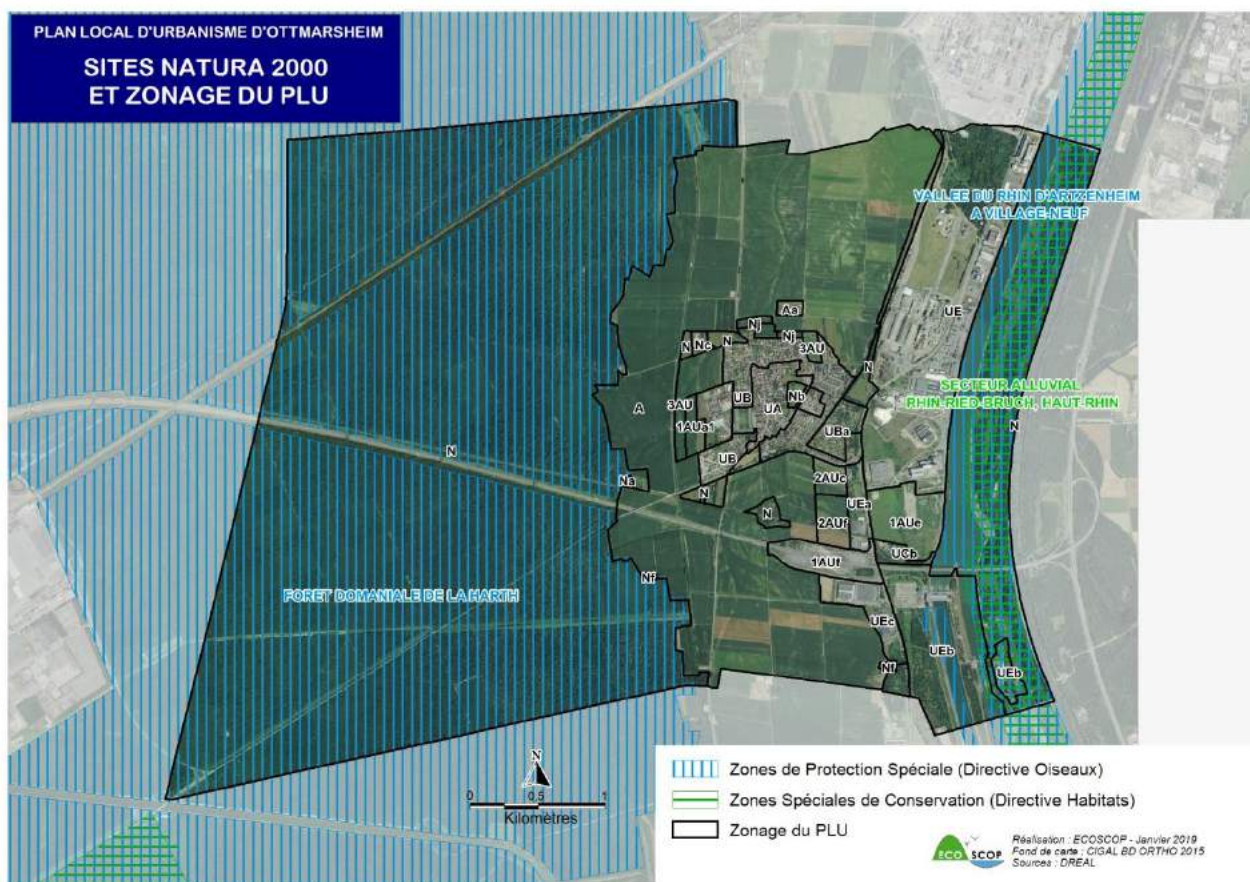 PLAN LOCAL D'URBANISME D'OTTMARSHEIM
SITES NATURA 2000
ET ZONAGE DU PLU
VALLEE DU RHIN D'ARTZENHEIM
A VILLAGE-NEUF
Aa
UE
Nj
Nj
N
Nc
N
3AU
N
SECTEUR ALLUVIAL
RHIN-RIED-BRUCH, HAUT-RHIN
A
3AU
UB
UA
Nb
1AUa1
N
UBa
N
UB
Na
2AUc
N
UEa
N
2AUf
1AUe
UCb
1AUf
Nf
FORET DOMANIALE DE LA HARTH
UEc
UEb
Nf
UEb
N
0 0,5 1
Kilomètres
Zones de Protection Spéciale (Directive Oiseaux)
Zones Spéciales de Conservation (Directive Habitats)
Zonage du PLU
ECO SCOP
Réalisation : ECOSCOP - Janvier 2019
Fond de carte : CIGAL BD ORTHO 2015
Sources : DREAL